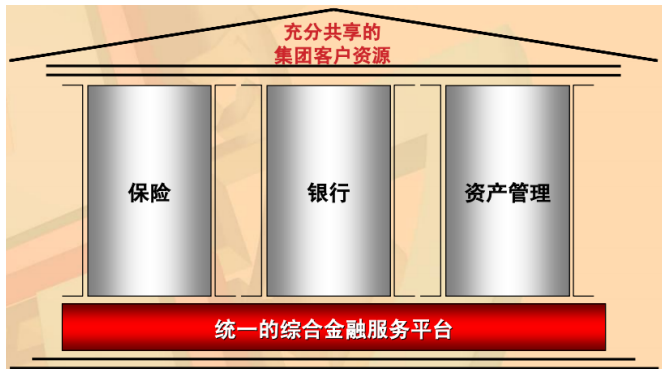 充分共享的
集团客户资源
保险
银行
资产管理
统一的综合金融服务平台